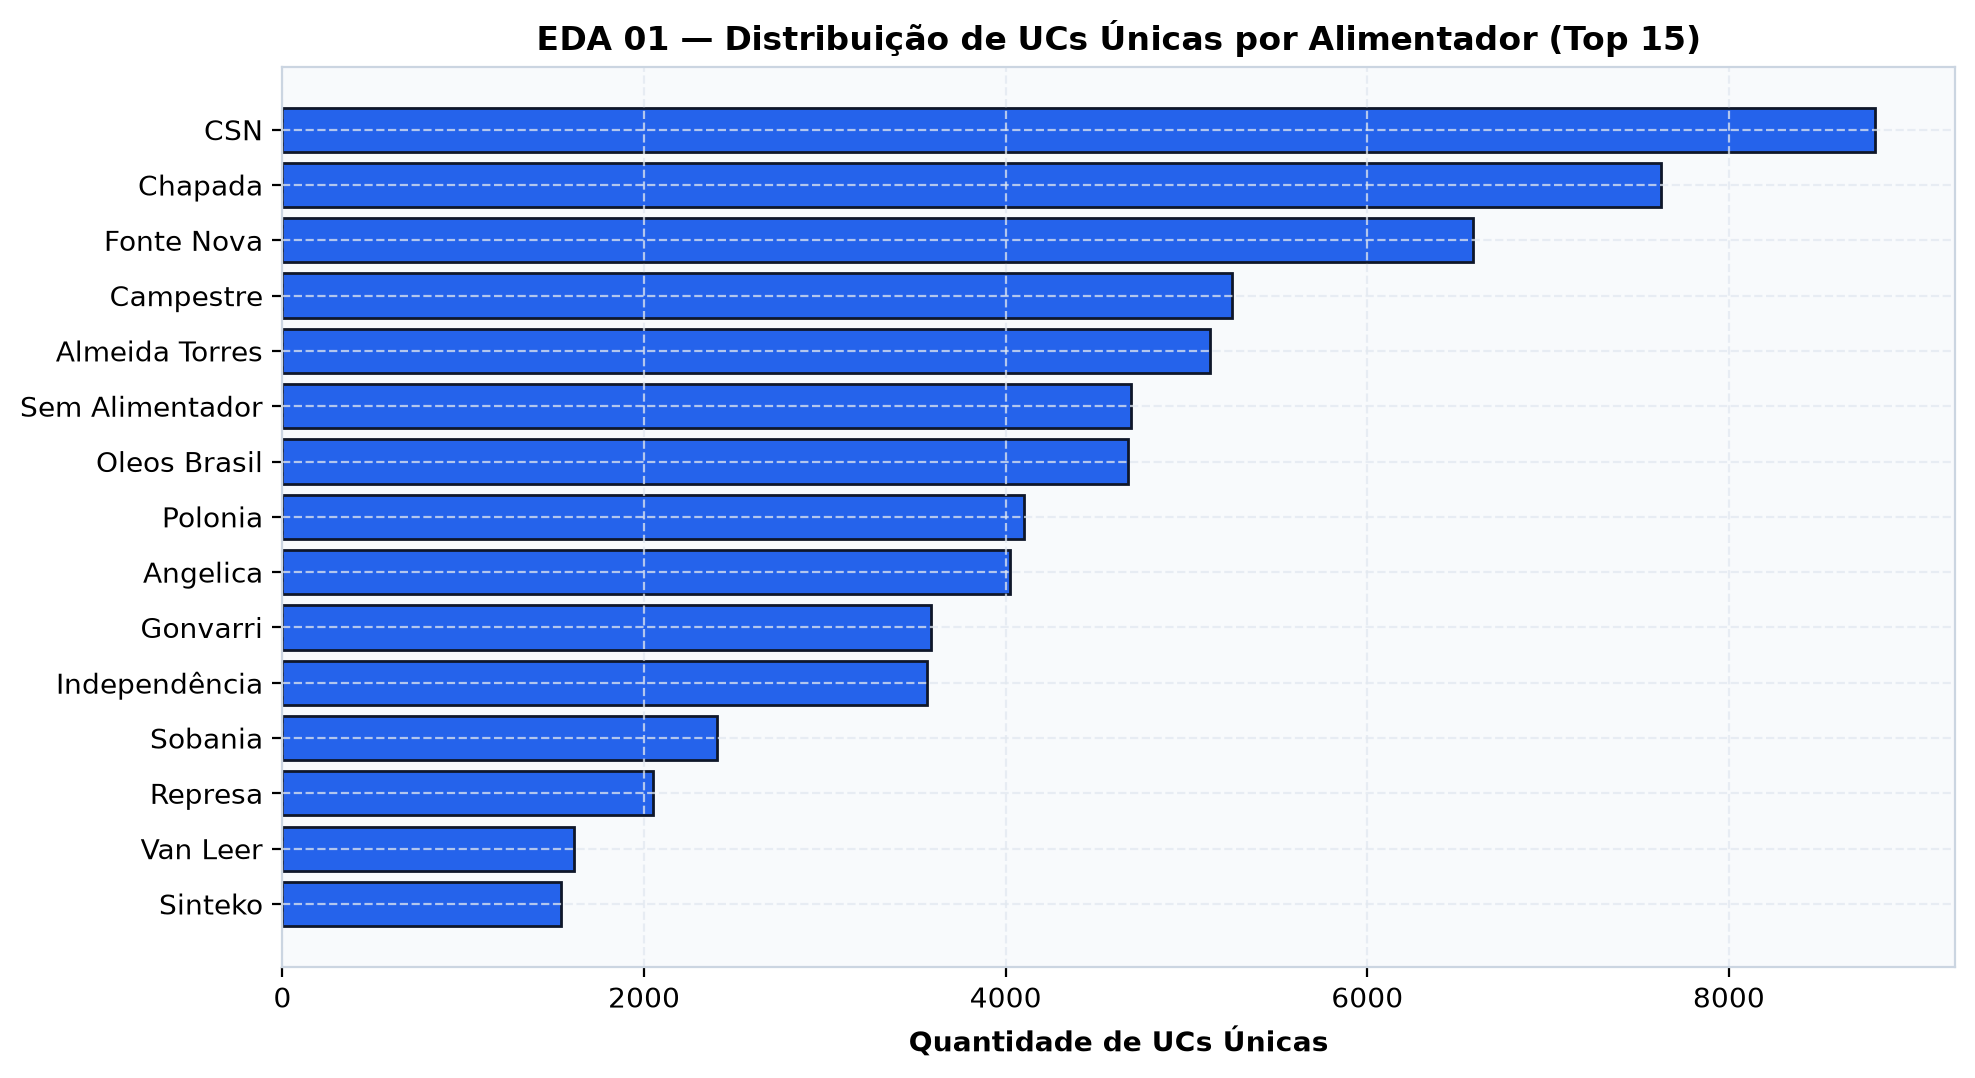 EDA 01 — Distribuição de UCs Únicas por Alimentador (Top 15)
CSN
Chapada
Fonte Nova
Campestre
Almeida Torres
Sem Alimentador
Oleos Brasil
Polonia
Angelica
Gonvarri
Independência
Sobania
Represa
Van Leer
Sinteko
0 2000 4000 6000 8000
Quantidade de UCs Únicas